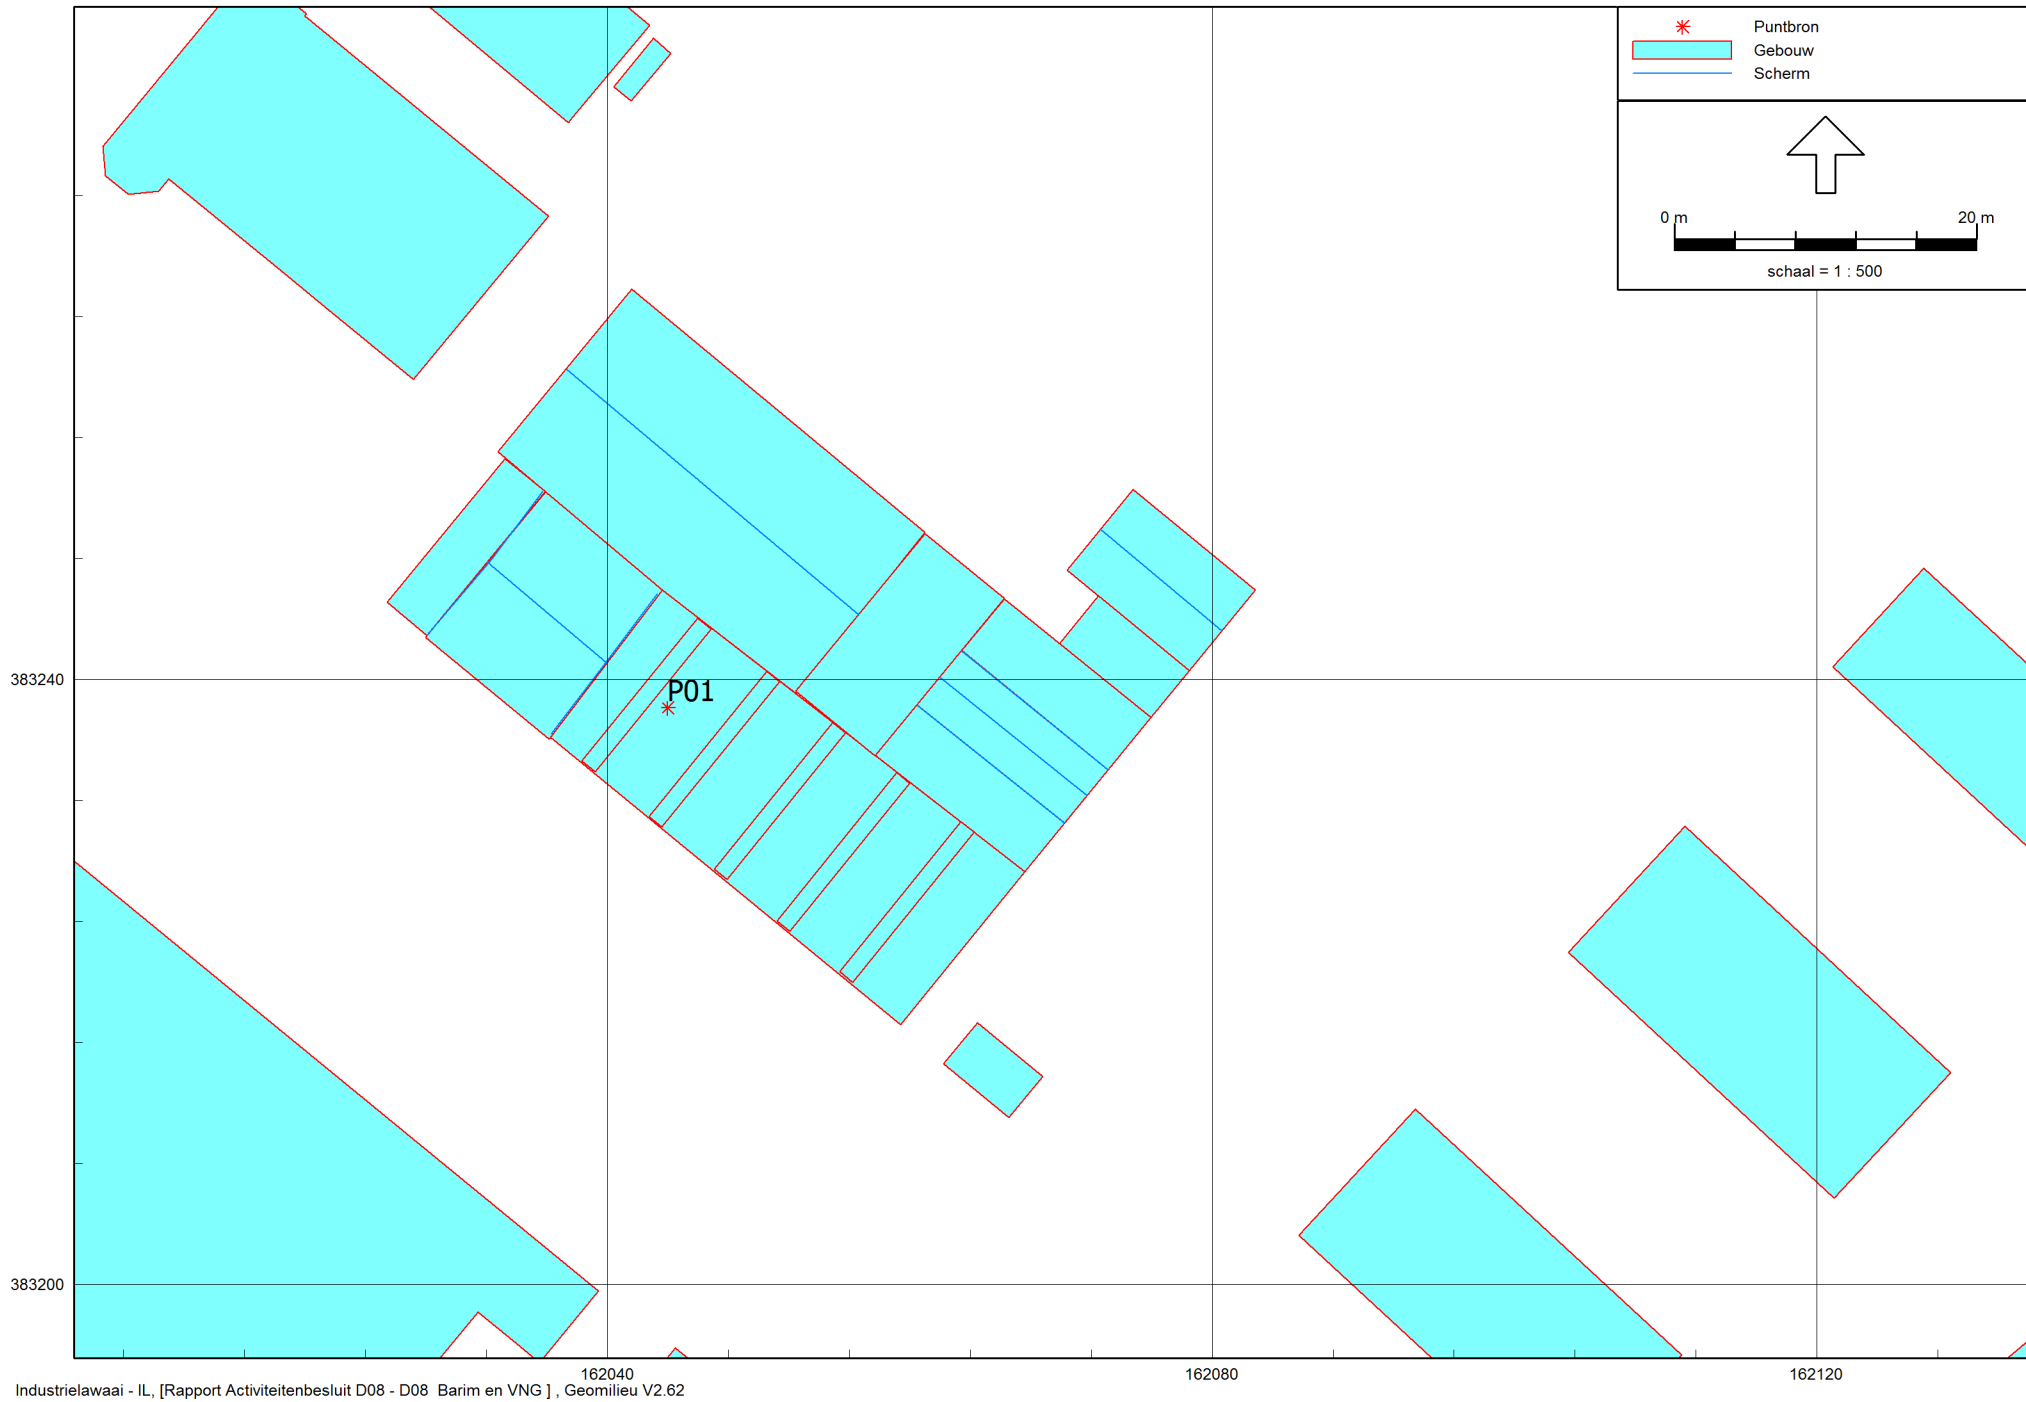 Puntbron
Gebouw
Scherm
0 m 20 m
schaal = 1 : 500
383240
P01
383200
162040 162080 162120
Industrielawaai - IL, [Rapport Activiteitenbesluit D08 - D08  Barim en VNG ] , Geomilieu V2.62